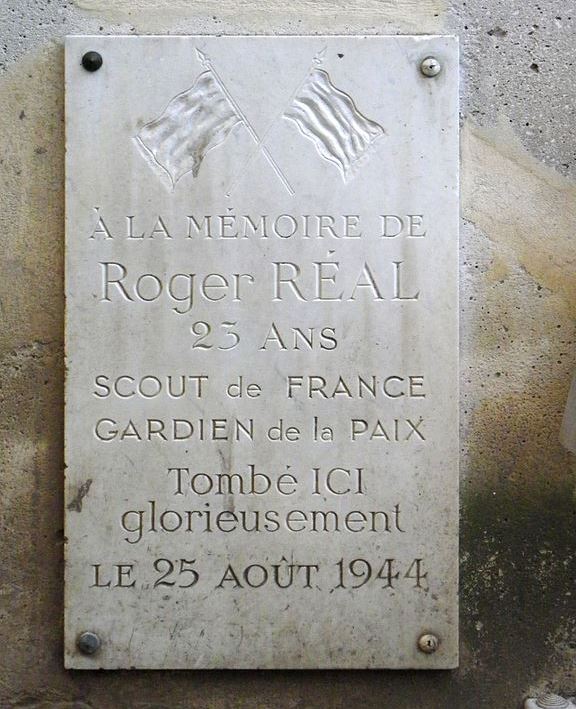 À LA MÉMOIRE DE
Roger RÉAL
23 ANS
SCOUT de FRANCE
GARDIEN de la PAIX
Tombé ICI
glorieusement
LE 25 AOÛT 1944